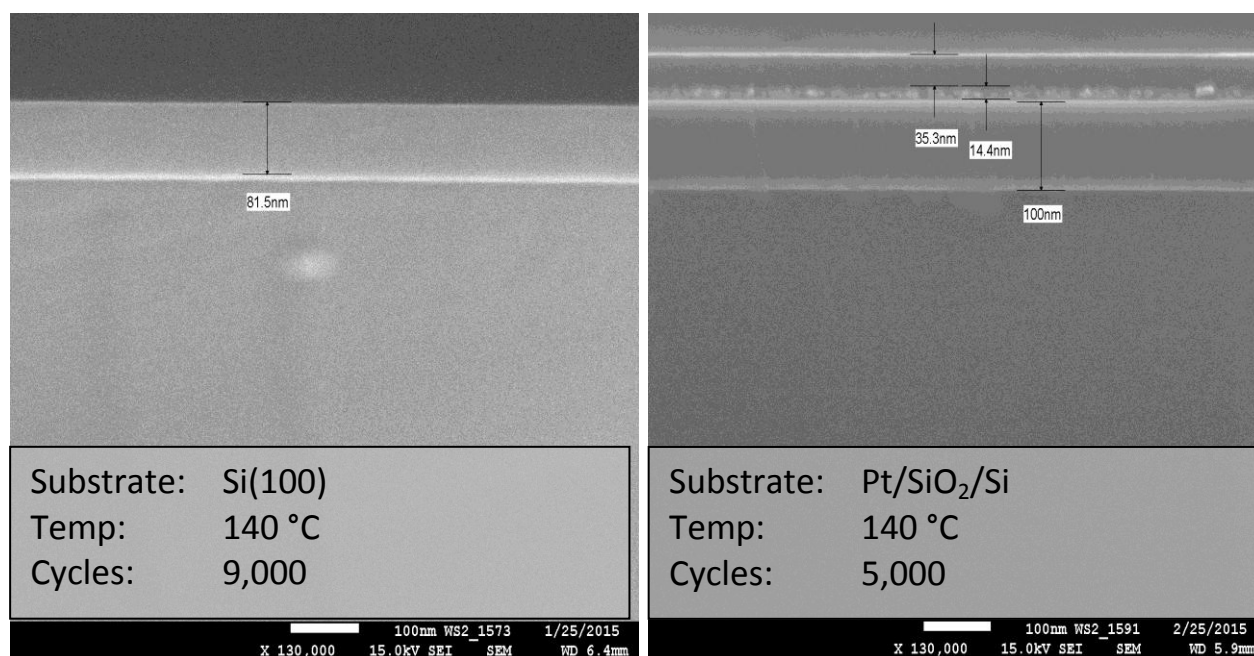 81.5nm
Substrate: Si(100)
Temp: 140 °C
Cycles: 9,000
100nm WS2_1573 1/25/2015
X 130,000 15.0kV SEI SEM WD 6.4mm
35.3nm
14.4nm
100nm
Substrate: Pt/SiO₂/Si
Temp: 140 °C
Cycles: 5,000
100nm WS2_1591 2/25/2015
X 130,000 15.0kV SEI SEM WD 5.9mm